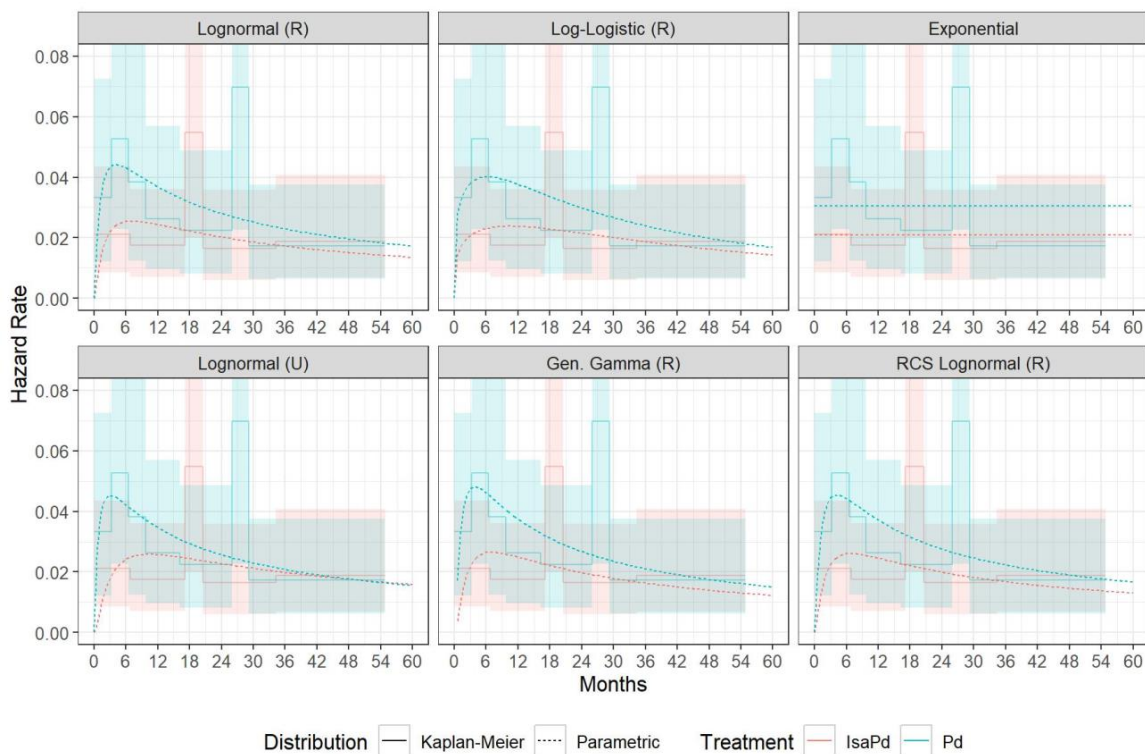 Lognormal (R) Log-Logistic (R) Exponential
0.08
0.06
0.04
0.02
0.00
0 6 12 18 24 30 36 42 48 54 60 0 6 12 18 24 30 36 42 48 54 60 0 6 12 18 24 30 36 42 48 54 60
Hazard Rate
Lognormal (U) Gen. Gamma (R) RCS Lognormal (R)
0.08
0.06
0.04
0.02
0.00
0 6 12 18 24 30 36 42 48 54 60 0 6 12 18 24 30 36 42 48 54 60 0 6 12 18 24 30 36 42 48 54 60
Months
Distribution Kaplan-Meier Parametric Treatment IsaPd Pd